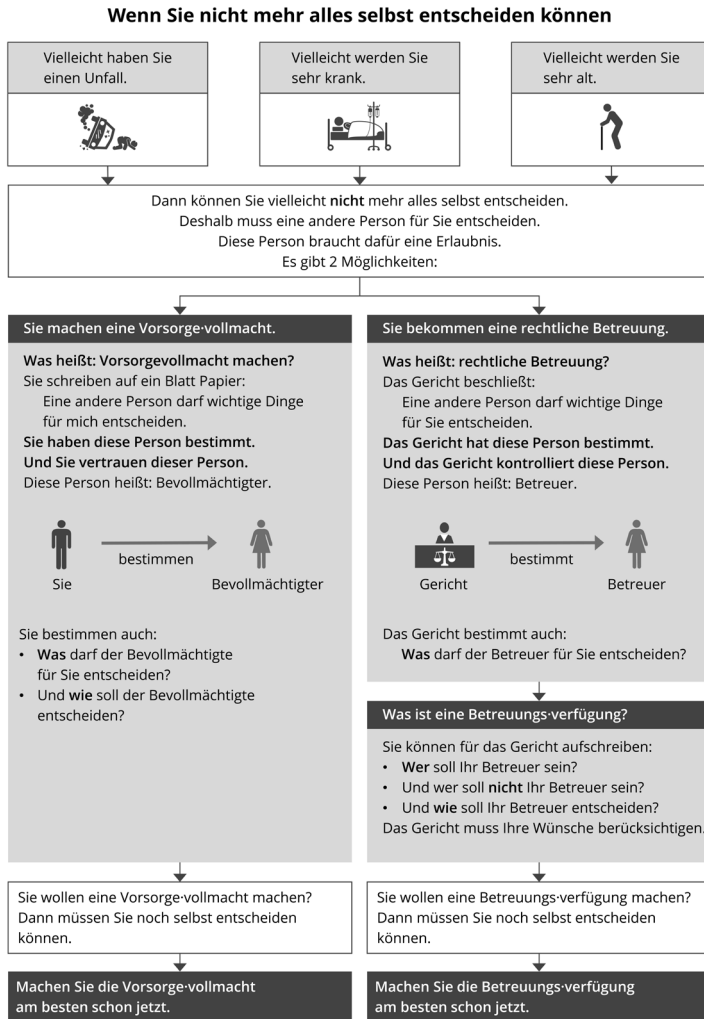 Wenn Sie nicht mehr alles selbst entscheiden können
Vielleicht haben Sie
einen Unfall.
Vielleicht werden Sie
sehr krank.
Vielleicht werden Sie
sehr alt.
Dann können Sie vielleicht nicht mehr alles selbst entscheiden.
Deshalb muss eine andere Person für Sie entscheiden.
Diese Person braucht dafür eine Erlaubnis.
Es gibt 2 Möglichkeiten:
Sie machen eine Vorsorge·vollmacht.
Was heißt: Vorsorgevollmacht machen?
Sie schreiben auf ein Blatt Papier:
Eine andere Person darf wichtige Dinge
für mich entscheiden.
Sie haben diese Person bestimmt.
Und Sie vertrauen dieser Person.
Diese Person heißt: Bevollmächtigter.
bestimmen
Sie
Bevollmächtigter
Sie bestimmen auch:
• Was darf der Bevollmächtigte
für Sie entscheiden?
• Und wie soll der Bevollmächtigte
entscheiden?
Sie wollen eine Vorsorge·vollmacht machen?
Dann müssen Sie noch selbst entscheiden
können.
Machen Sie die Vorsorge·vollmacht
am besten schon jetzt.
Sie bekommen eine rechtliche Betreuung.
Was heißt: rechtliche Betreuung?
Das Gericht beschließt:
Eine andere Person darf wichtige Dinge
für Sie entscheiden.
Das Gericht hat diese Person bestimmt.
Und das Gericht kontrolliert diese Person.
Diese Person heißt: Betreuer.
bestimmt
Gericht
Betreuer
Das Gericht bestimmt auch:
Was darf der Betreuer für Sie entscheiden?
Was ist eine Betreuungs·verfügung?
Sie können für das Gericht aufschreiben:
• Wer soll Ihr Betreuer sein?
• Und wer soll nicht Ihr Betreuer sein?
• Und wie soll Ihr Betreuer entscheiden?
Das Gericht muss Ihre Wünsche berücksichtigen.
Sie wollen eine Betreuungs·verfügung machen?
Dann müssen Sie noch selbst entscheiden
können.
Machen Sie die Betreuungs·verfügung
am besten schon jetzt.